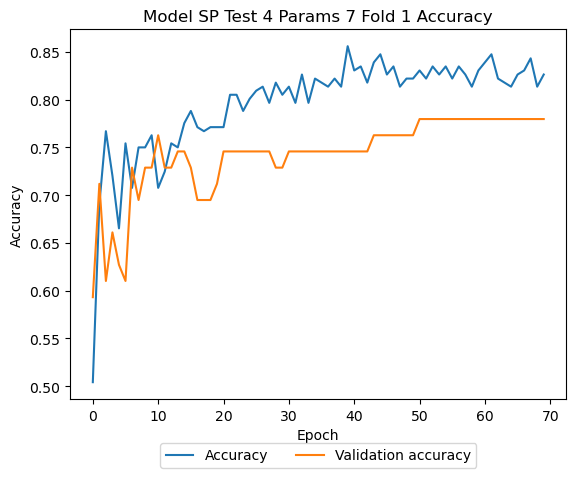 Model SP Test 4 Params 7 Fold 1 Accuracy
0.85
0.80
0.75
0.70
0.65
0.60
0.55
0.50
Accuracy
0 10 20 30 40 50 60 70
Epoch
Accuracy Validation accuracy